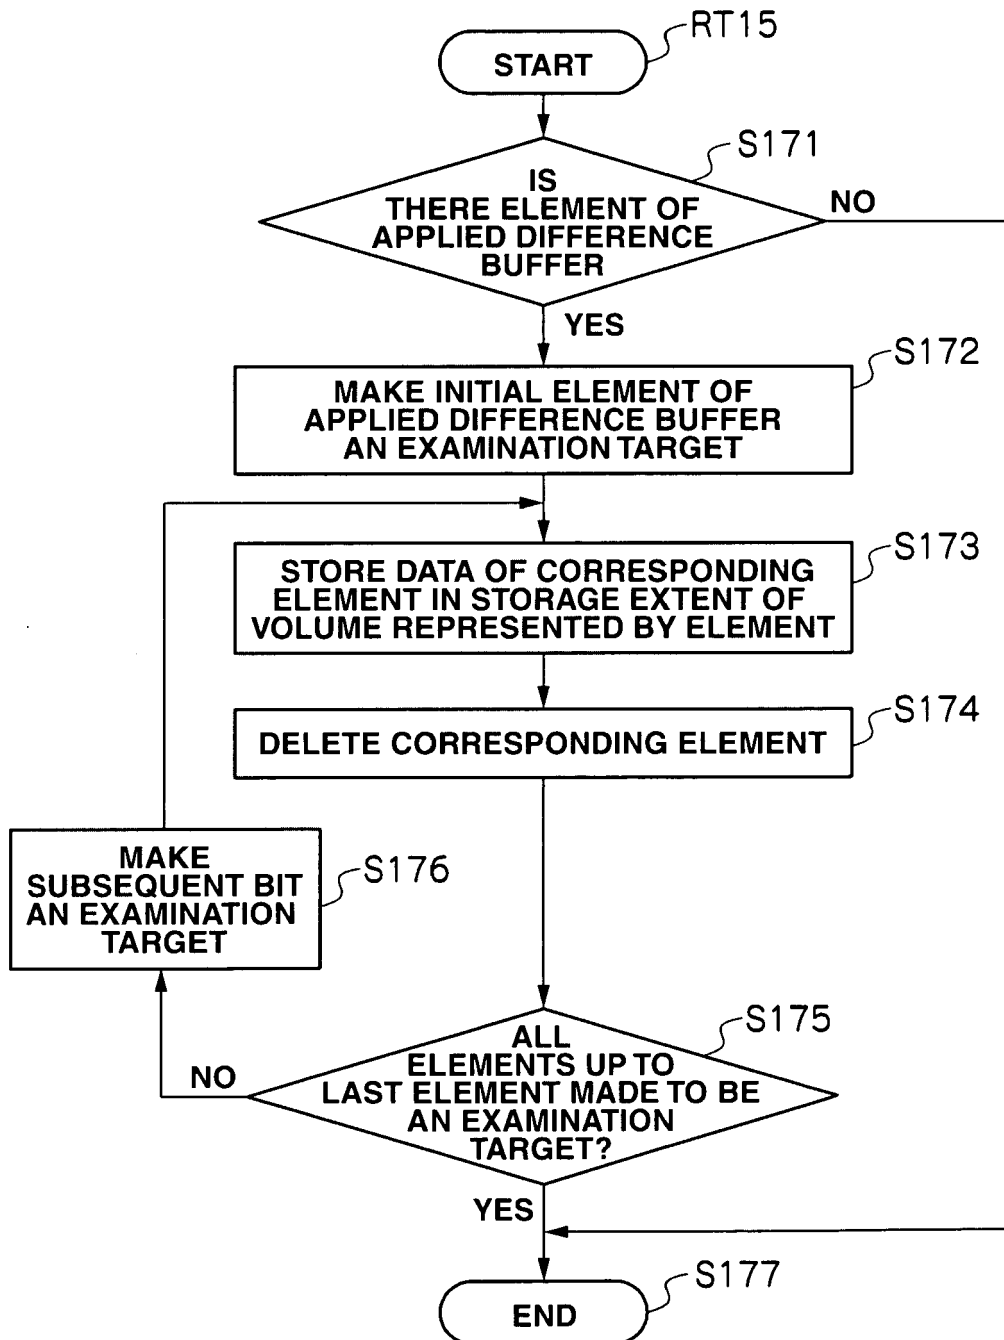 RT15
START
S171
IS
THERE ELEMENT OF
APPLIED DIFFERENCE
BUFFER
NO
YES
S172
MAKE INITIAL ELEMENT OF
APPLIED DIFFERENCE BUFFER
AN EXAMINATION TARGET
S173
STORE DATA OF CORRESPONDING
ELEMENT IN STORAGE EXTENT OF
VOLUME REPRESENTED BY ELEMENT
S174
DELETE CORRESPONDING ELEMENT
MAKE
SUBSEQUENT BIT
AN EXAMINATION
TARGET
S176
S175
ALL
ELEMENTS UP TO
LAST ELEMENT MADE TO BE
AN EXAMINATION
TARGET?
NO
YES
S177
END